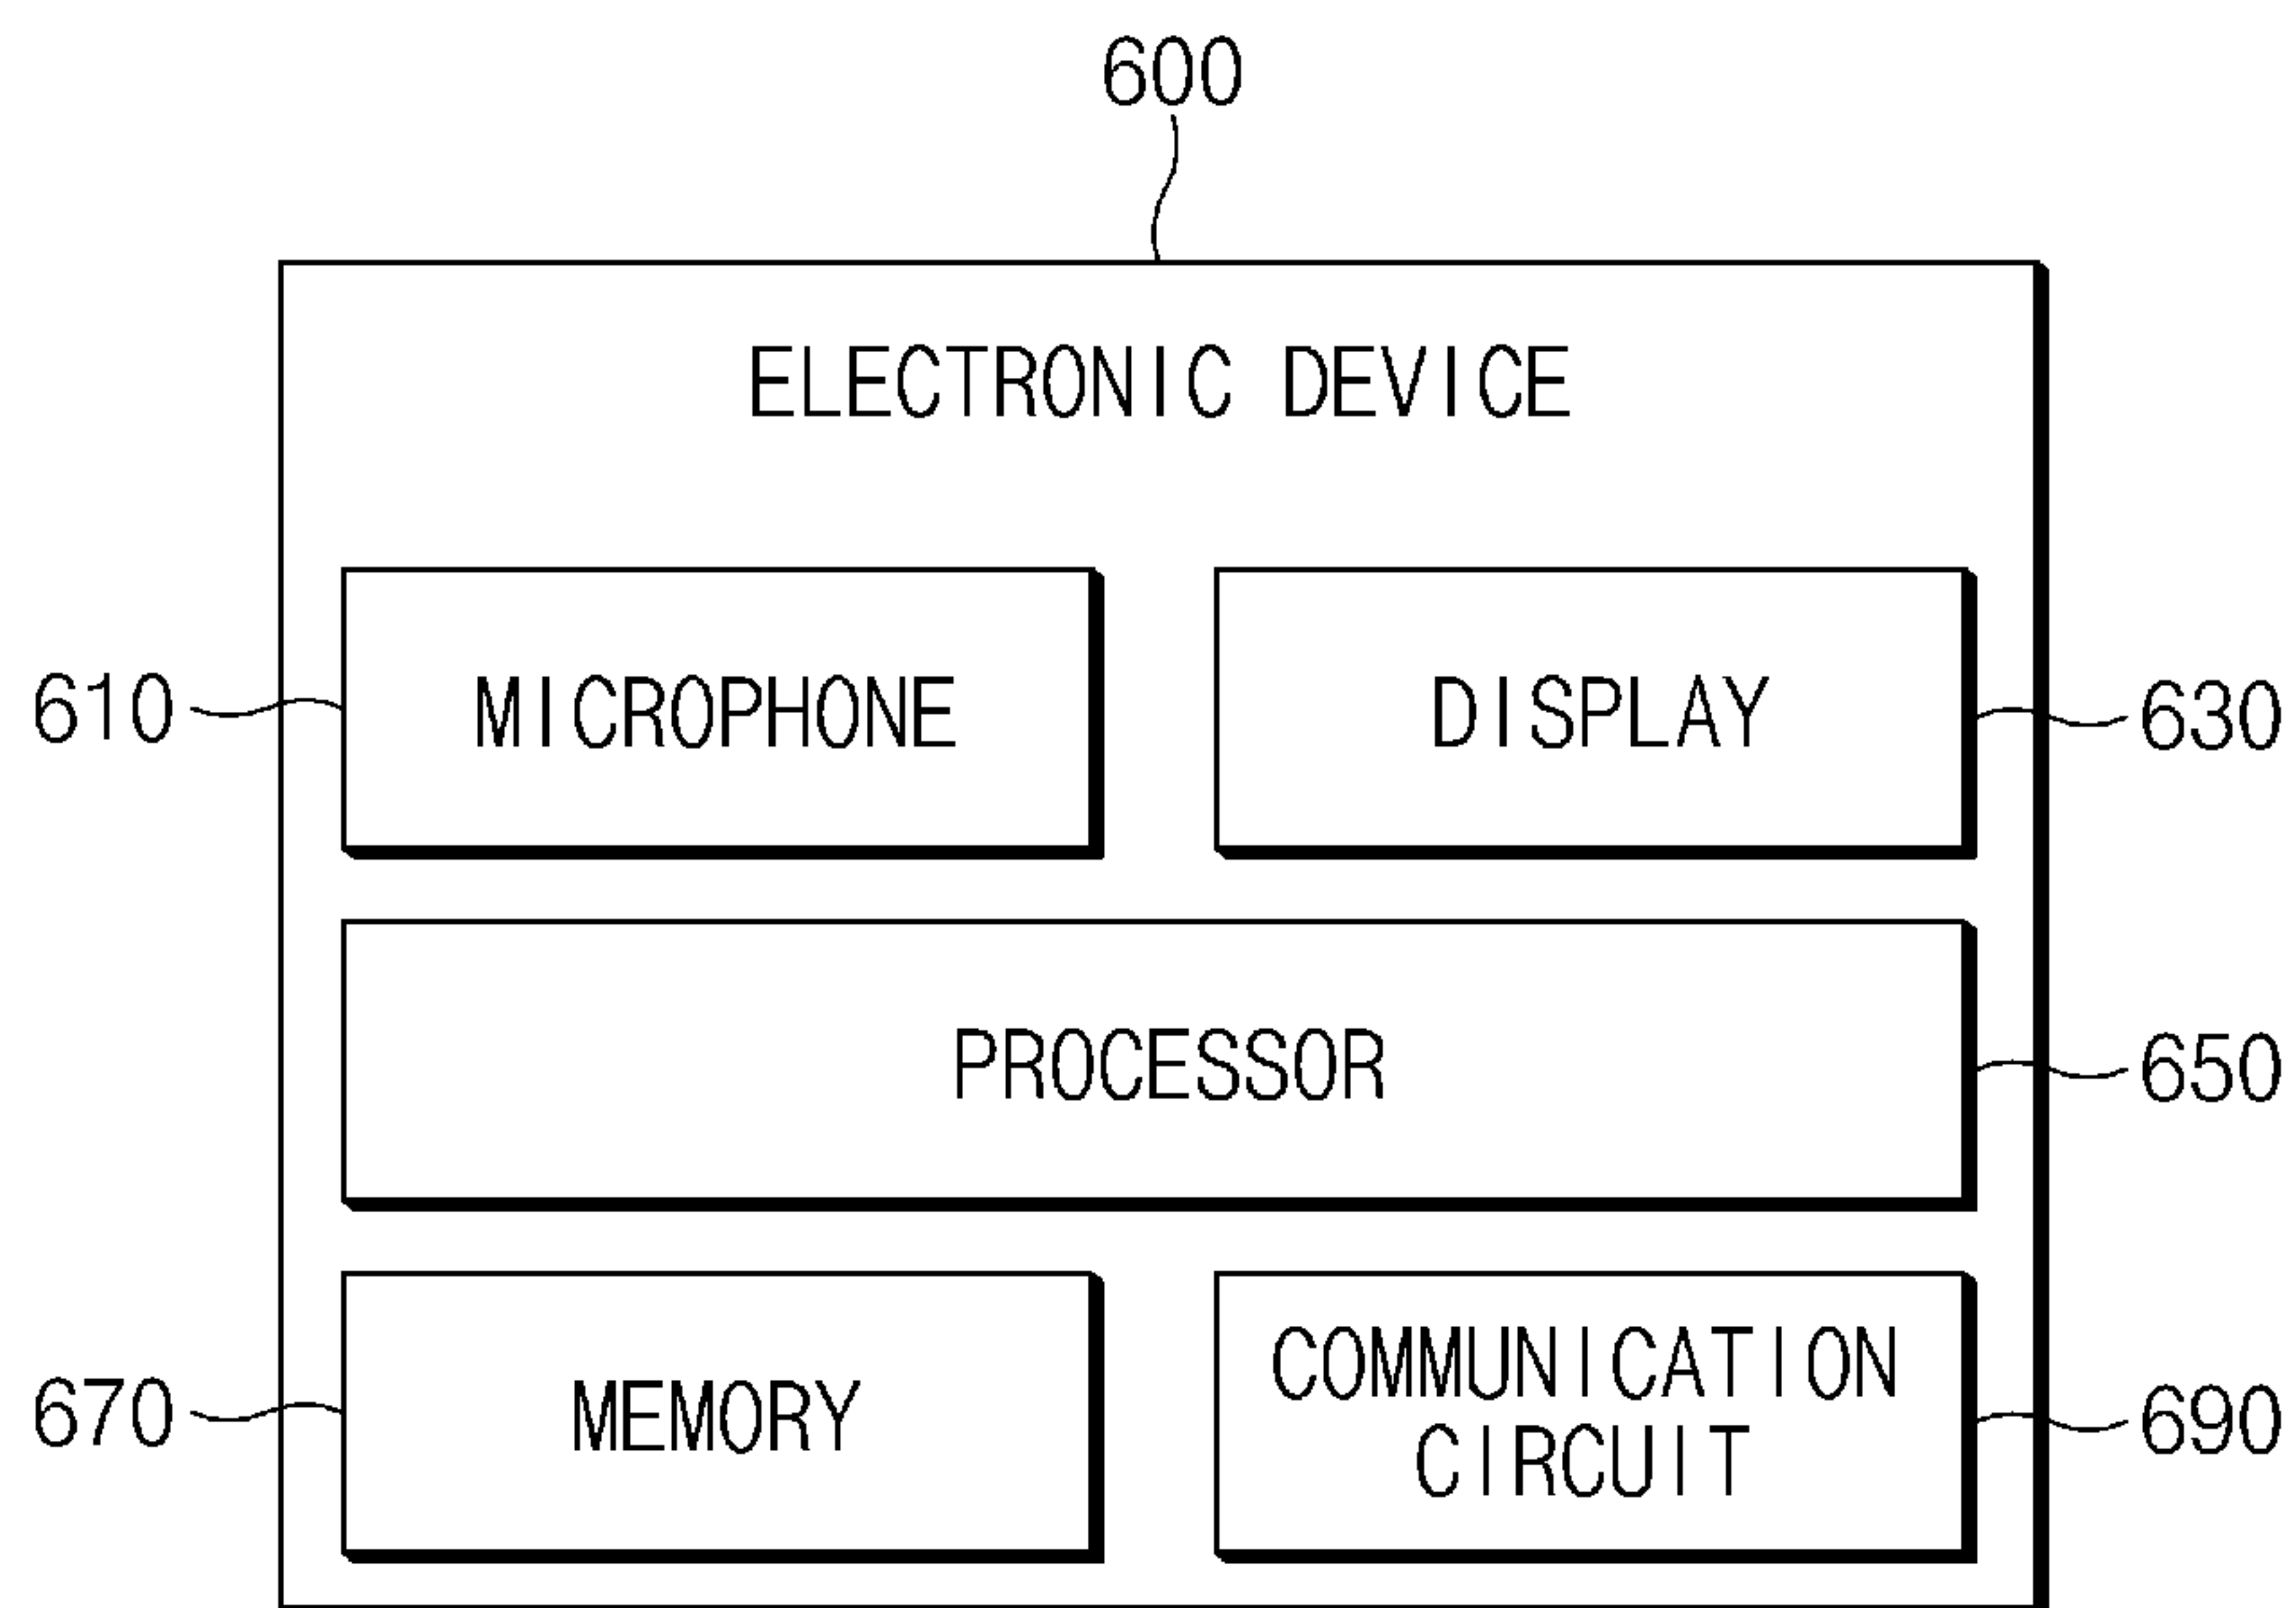 600
ELECTRONIC DEVICE
610
MICROPHONE
DISPLAY
630
PROCESSOR
650
670
MEMORY
COMMUNICATION
CIRCUIT
690